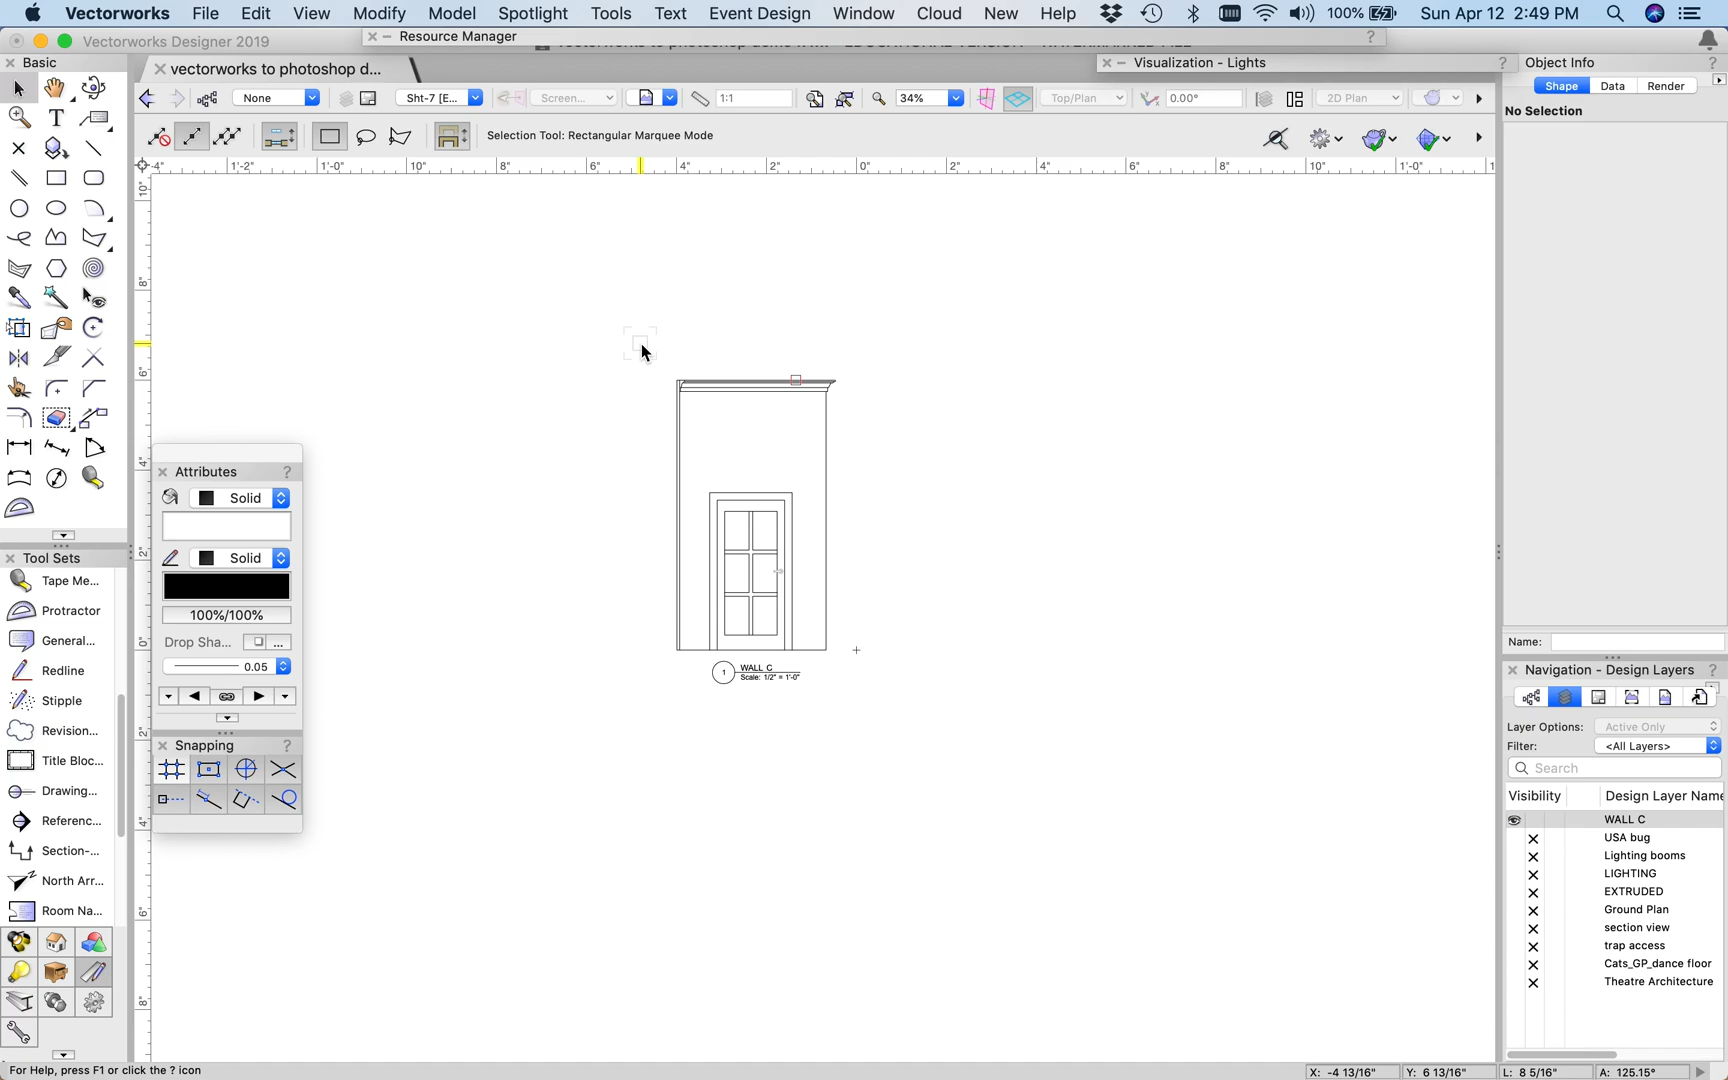 Vectorworks File Edit View Modify Model Spotlight Tools Text Event Design Window Cloud New Help 100% Sun Apr 12 2:49 PM
Vectorworks Designer 2019
Resource Manager ?
Basic
vectorworks to photoshop d...
Visualization - Lights ?
Object Info ?
None
Sht-7 [E...
Screen...
1:1
34%
Top/Plan
0.00°
2D Plan
Shape Data Render
No Selection
Selection Tool: Rectangular Marquee Mode
1'-2" 1'-0" 10" 8" 6" 4" 2" 0" 2" 4" 6" 8" 10" 1'-0"
Attributes ?
Solid
Solid
100%/100%
Drop Sha... ...
0.05
Snapping ?
1
WALL C
Scale: 1/2" = 1'-0"
Tool Sets
Tape Me...
Protractor
General...
Redline
Stipple
Revision...
Title Bloc...
Drawing...
Referenc...
Section-...
North Arr...
Room Na...
Name:
Navigation - Design Layers ?
Layer Options: Active Only
Filter: <All Layers>
Search
Visibility Design Layer Name
WALL C
USA bug
Lighting booms
LIGHTING
EXTRUDED
Ground Plan
section view
trap access
Cats_GP_dance floor
Theatre Architecture
For Help, press F1 or click the ? icon
X: -4 13/16" Y: 6 13/16" L: 8 5/16" A: 125.15°